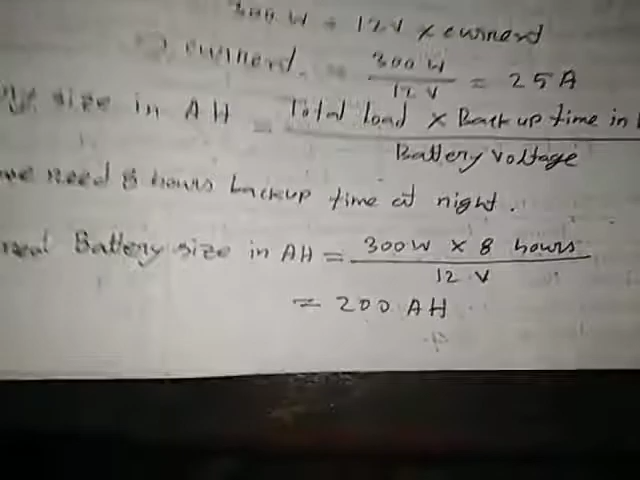 300 W = 12 V × current
current = 300 W / 12 V = 25 A
size in AH = Total load × Back up time in / Battery voltage
we need 8 hours backup time at night.
Battery size in AH = 300 W × 8 hours / 12 V
= 200 AH